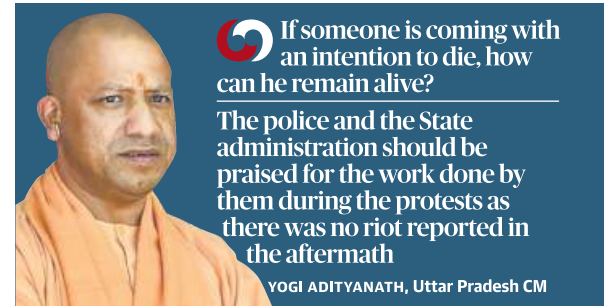 If someone is coming with
an intention to die, how
can he remain alive?
The police and the State
administration should be
praised for the work done by
them during the protests as
there was no riot reported in
the aftermath
YOGI ADITYANATH, Uttar Pradesh CM